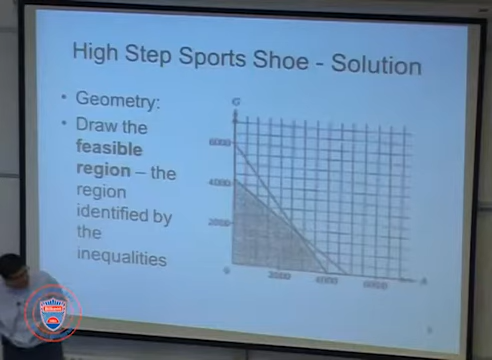 High Step Sports Shoe - Solution
• Geometry:
• Draw the
feasible
region – the
region
identified by
the
inequalities
G
6000
4000
2000
0
2000
4000
6000
A